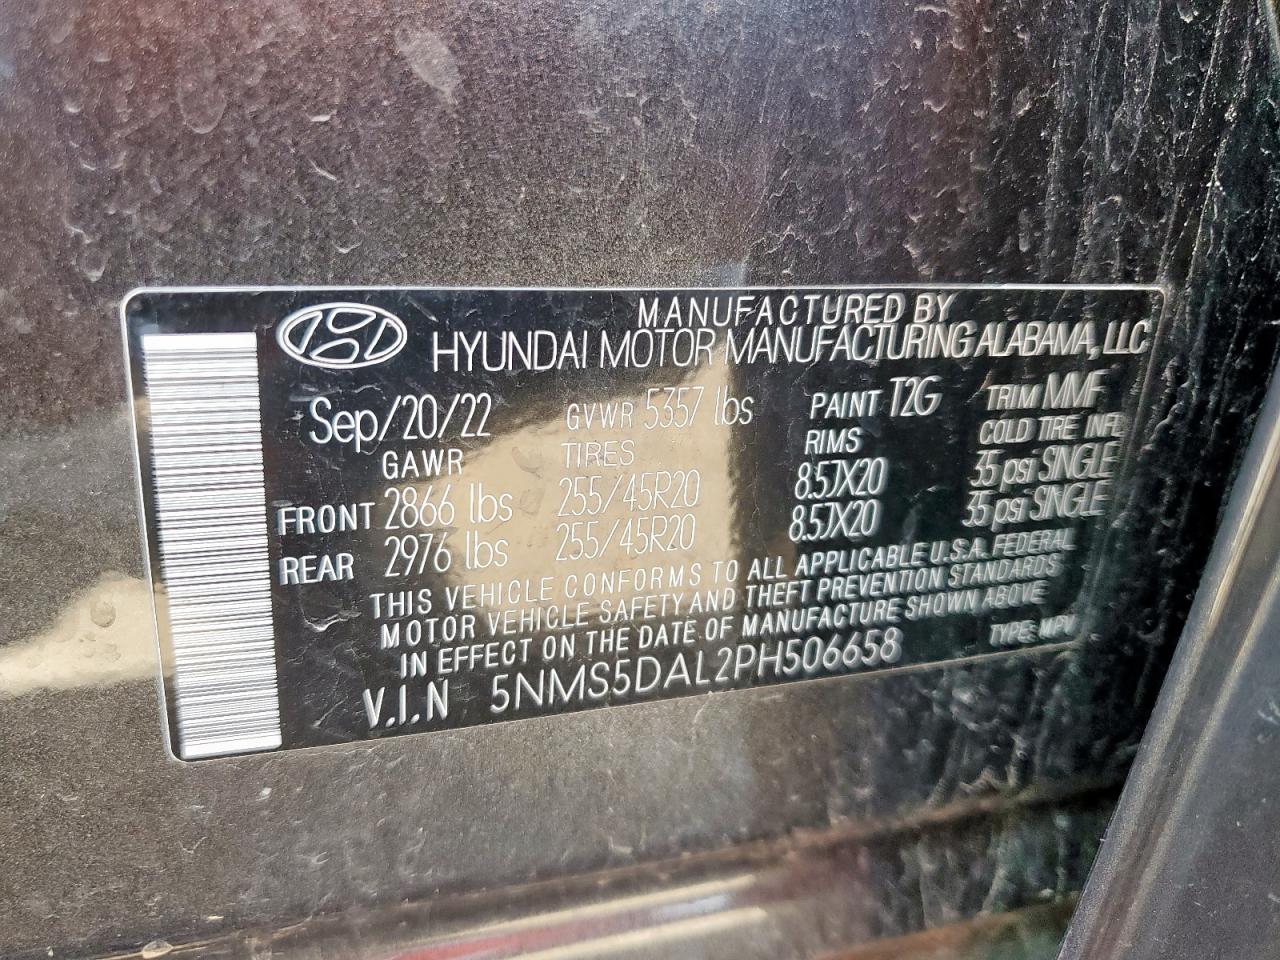 MANUFACTURED BY
HYUNDAI MOTOR MANUFACTURING ALABAMA, LLC
Sep/20/22 GVWR 5357 lbs PAINT T2G TRIM MMF
GAWR TIRES RIMS COLD TIRE INF.
FRONT 2866 lbs 255/45R20 8.5JX20 35 psi SINGLE
REAR 2976 lbs 255/45R20 8.5JX20 35 psi SINGLE
THIS VEHICLE CONFORMS TO ALL APPLICABLE U.S.A. FEDERAL
MOTOR VEHICLE SAFETY AND THEFT PREVENTION STANDARDS
IN EFFECT ON THE DATE OF MANUFACTURE SHOWN ABOVE
V.I.N 5NMS5DAL2PH506658 TYPE: MPV